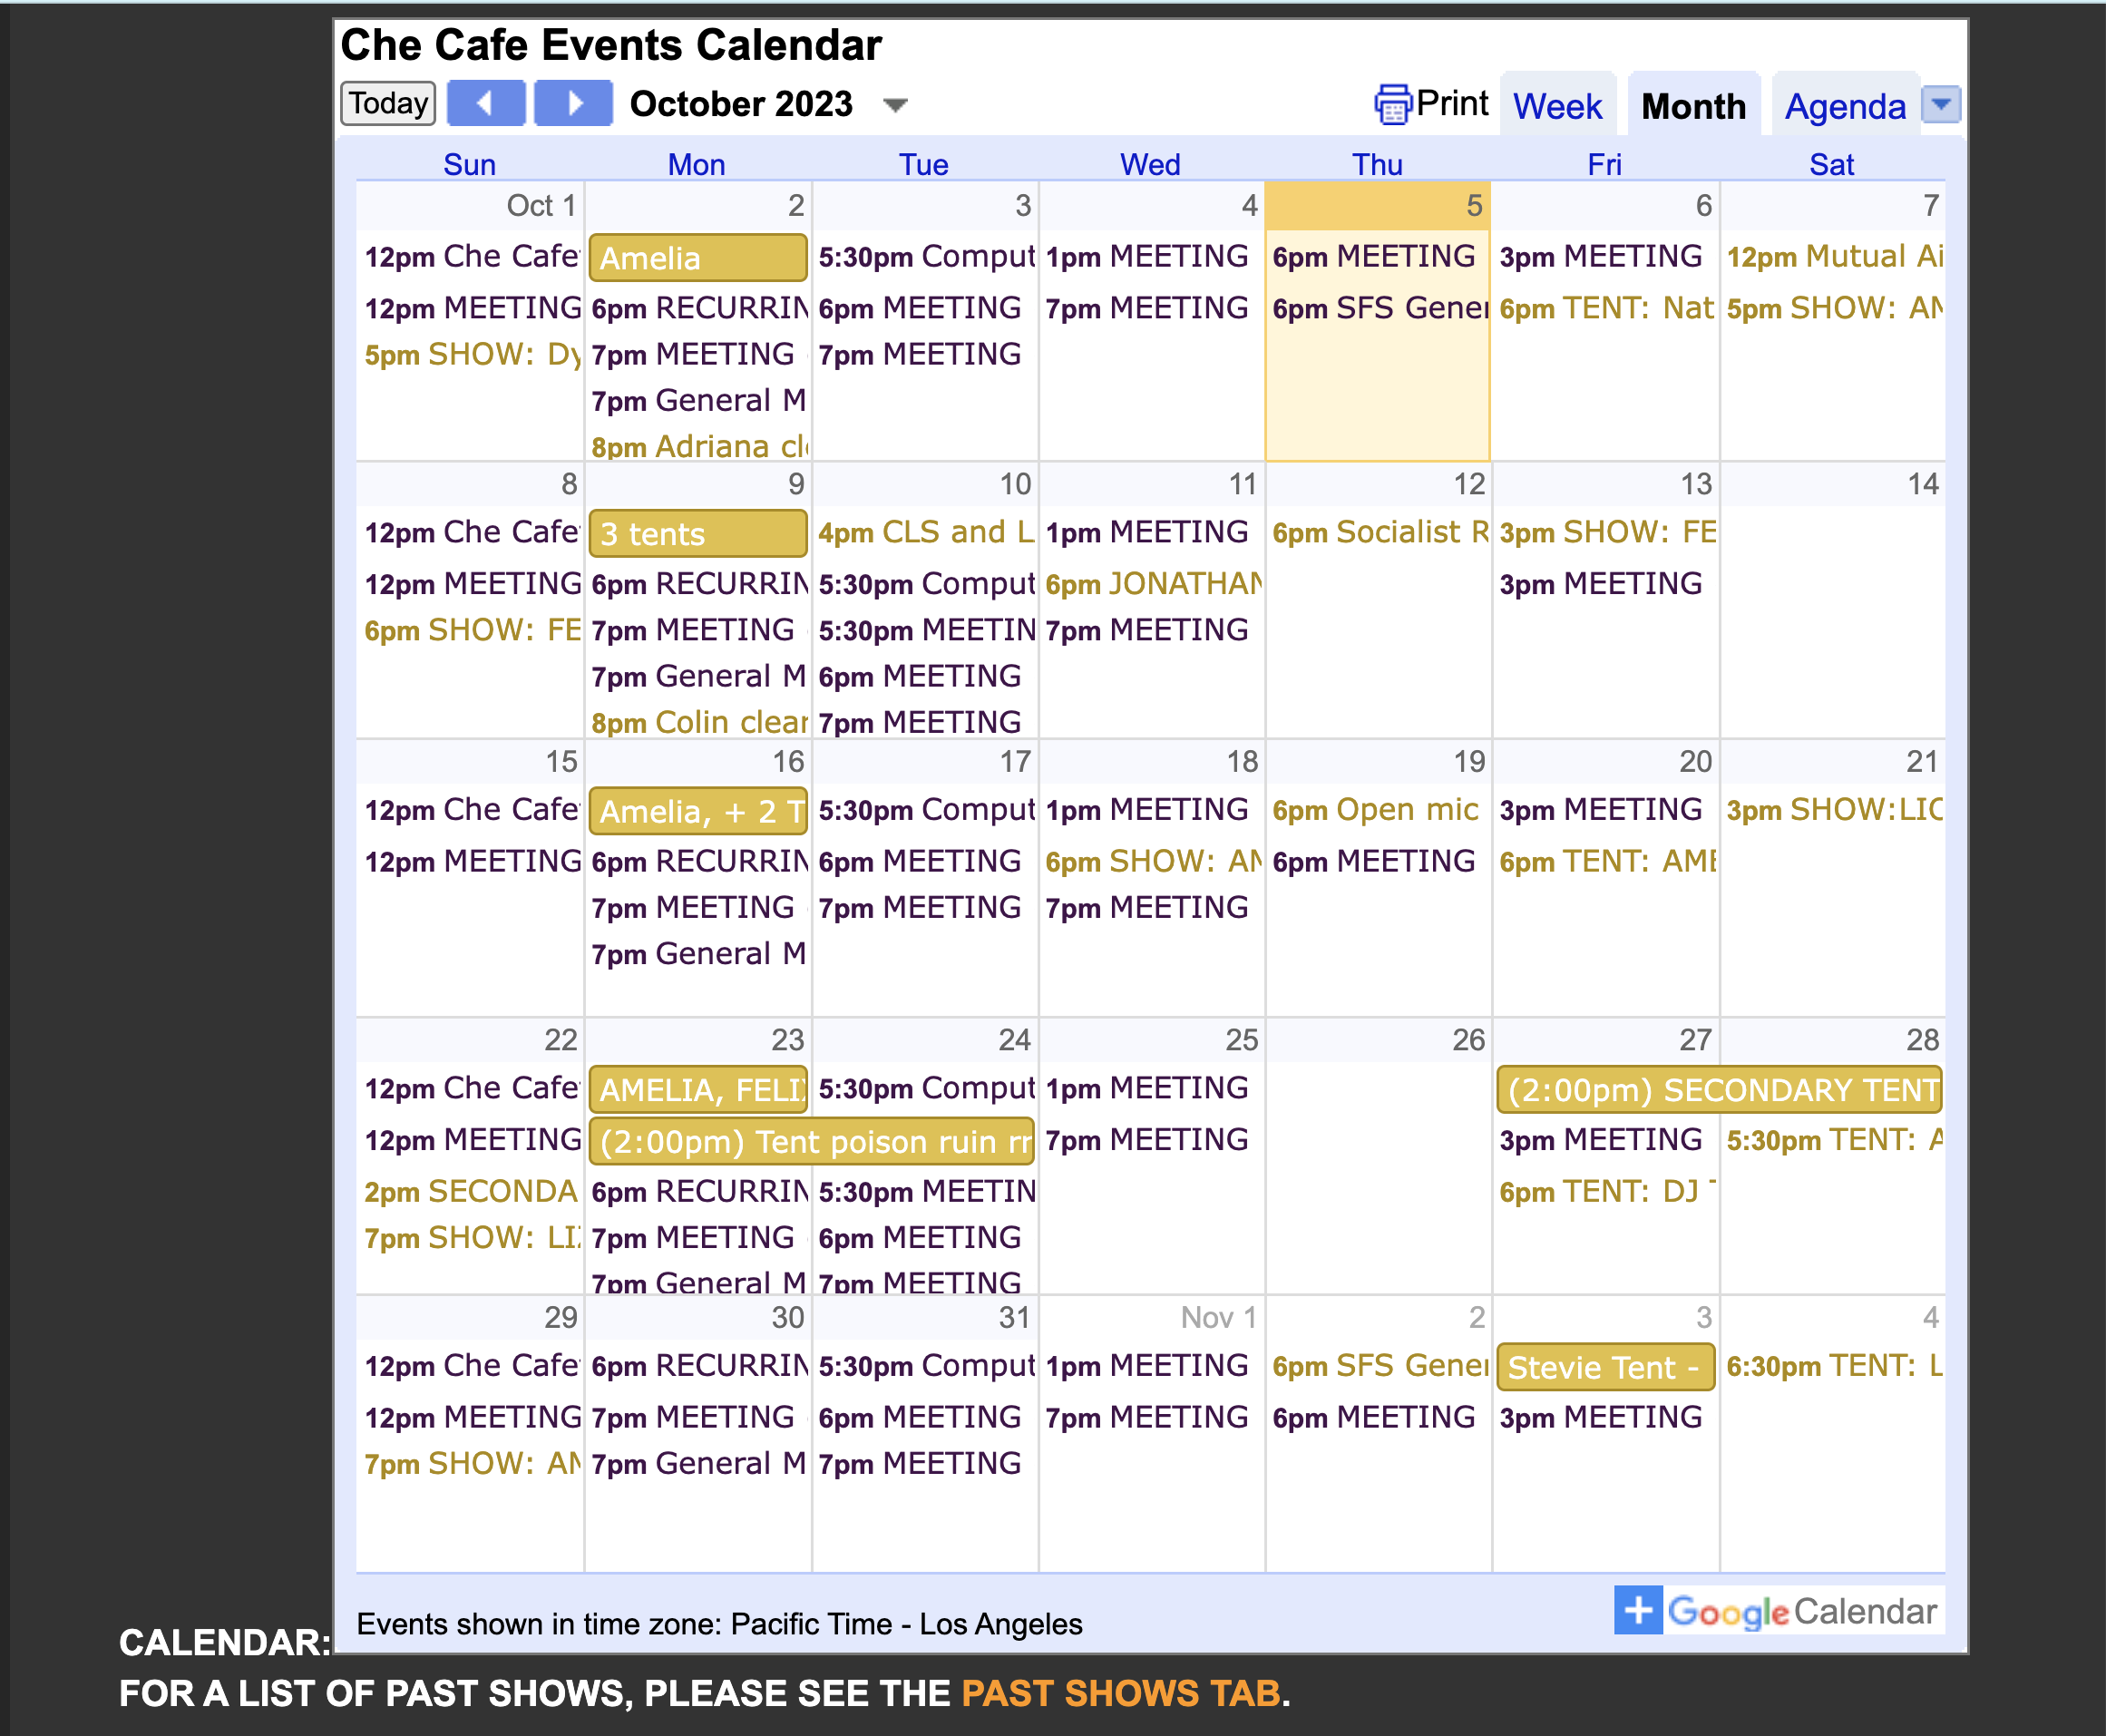 Che Cafe Events Calendar
Today October 2023 Print Week Month Agenda
Sun Mon Tue Wed Thu Fri Sat
Oct 1 2 3 4 5 6 7
12pm Che Cafe Amelia 5:30pm Comput 1pm MEETING 6pm MEETING 3pm MEETING 12pm Mutual Ai
12pm MEETING 6pm RECURRIN 6pm MEETING 7pm MEETING 6pm SFS Gener 6pm TENT: Nat 5pm SHOW: AN
5pm SHOW: Dy 7pm MEETING 7pm MEETING
7pm General M
8pm Adriana cl
8 9 10 11 12 13 14
12pm Che Cafe 3 tents 4pm CLS and L 1pm MEETING 6pm Socialist R 3pm SHOW: FE
12pm MEETING 6pm RECURRIN 5:30pm Comput 6pm JONATHAN 3pm MEETING
6pm SHOW: FE 7pm MEETING 5:30pm MEETIN 7pm MEETING
7pm General M 6pm MEETING
8pm Colin clear 7pm MEETING
15 16 17 18 19 20 21
12pm Che Cafe Amelia, + 2 T 5:30pm Comput 1pm MEETING 6pm Open mic 3pm MEETING 3pm SHOW:LIC
12pm MEETING 6pm RECURRIN 6pm MEETING 6pm SHOW: AN 6pm MEETING 6pm TENT: AME
7pm MEETING 7pm MEETING 7pm MEETING
7pm General M
22 23 24 25 26 27 28
12pm Che Cafe AMELIA, FELIX 5:30pm Comput 1pm MEETING (2:00pm) SECONDARY TENT
12pm MEETING (2:00pm) Tent poison ruin 7pm MEETING 3pm MEETING 5:30pm TENT: A
2pm SECONDA 6pm RECURRIN 5:30pm MEETIN 6pm TENT: DJ
7pm SHOW: LIZ 7pm MEETING 6pm MEETING
7pm General M 7pm MEETING
29 30 31 Nov 1 2 3 4
12pm Che Cafe 6pm RECURRIN 5:30pm Comput 1pm MEETING 6pm SFS Gener Stevie Tent - 6:30pm TENT: L
12pm MEETING 7pm MEETING 6pm MEETING 7pm MEETING 6pm MEETING 3pm MEETING
7pm SHOW: AN 7pm General M 7pm MEETING
Events shown in time zone: Pacific Time - Los Angeles
+ Google Calendar
CALENDAR:
FOR A LIST OF PAST SHOWS, PLEASE SEE THE PAST SHOWS TAB.